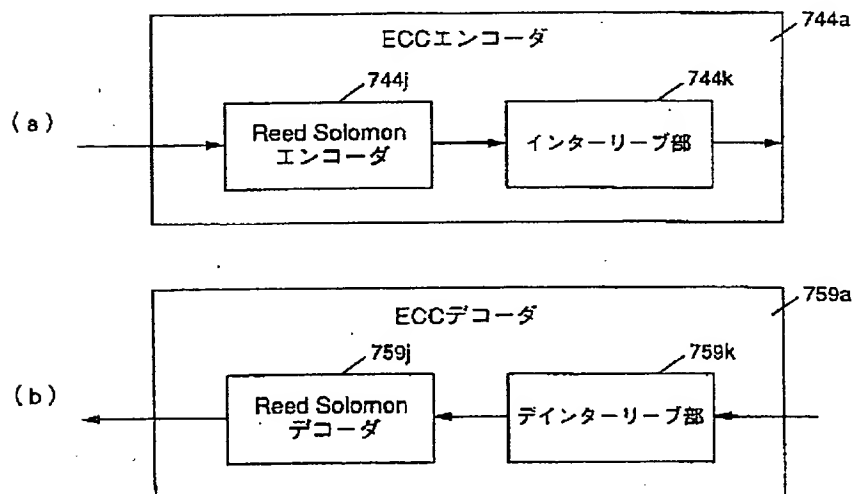 ECCエンコーダ
744a
744j
744k
(a)
Reed Solomon
エンコーダ
インターリーブ部
759a
ECCデコーダ
759j
759k
(b)
Reed Solomon
デコーダ
デインターリーブ部